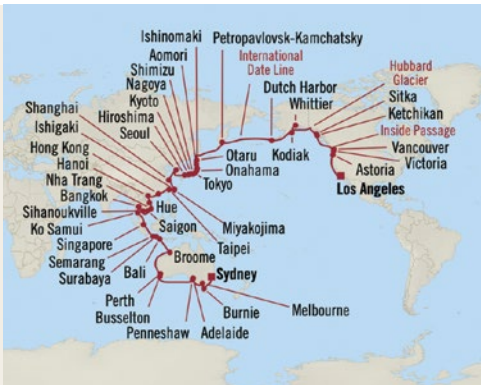 Ishinomaki
Petropavlovsk-Kamchatsky
Aomori
International
Date Line
Shimizu
Nagoya
Dutch Harbor
Hubbard
Glacier
Kyoto
Whittier
Shanghai
Hiroshima
Sitka
Ishigaki
Seoul
Ketchikan
Inside Passage
Hong Kong
Otaru
Kodiak
Vancouver
Hanoi
Onahama
Astoria
Victoria
Nha Trang
Tokyo
Los Angeles
Bangkok
Hue
Sihanoukville
Miyakojima
Ko Samui
Saigon
Taipei
Singapore
Semarang
Broome
Surabaya
Bali
Sydney
Perth
Burnie
Melbourne
Busselton
Penneshaw
Adelaide